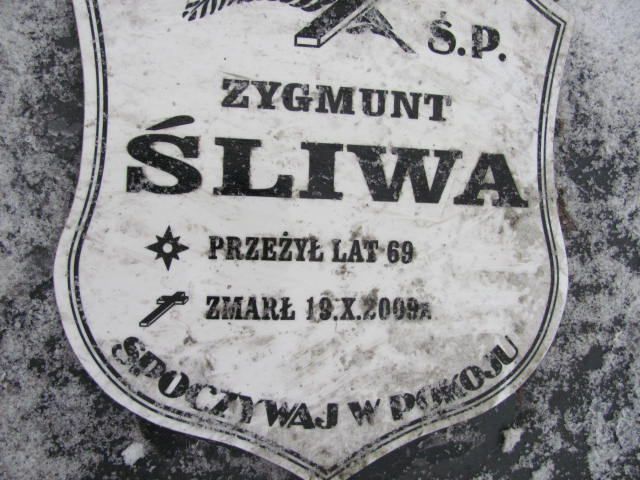 Ś.P.
ZYGMUNT
ŚLIWA
PRZEŻYŁ LAT 69
ZMARŁ 19.X.2009R
SPOCZYWAJ W POKOJU